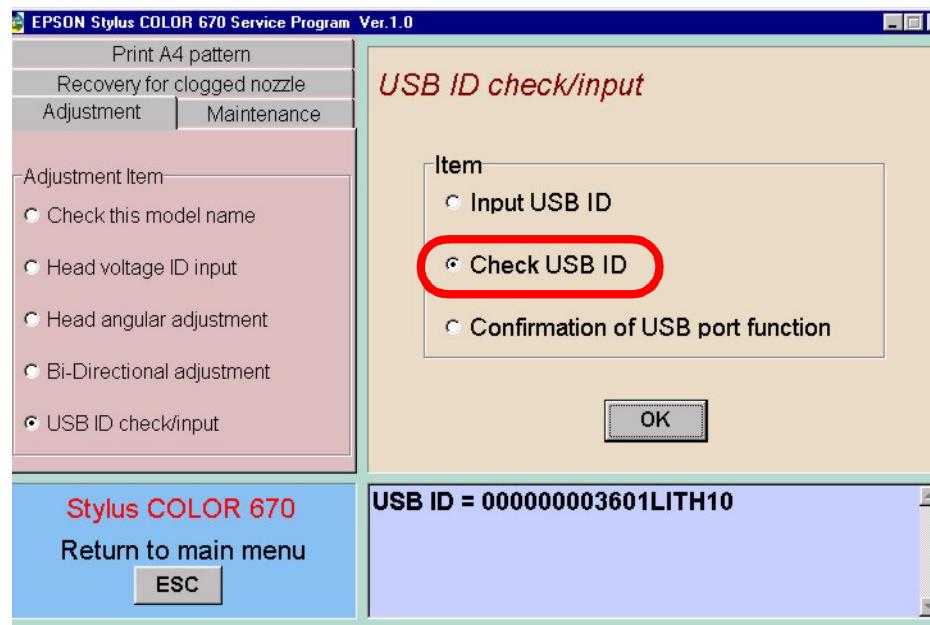 EPSON Stylus COLOR 670 Service Program Ver.1.0
Print A4 pattern
Recovery for clogged nozzle
Adjustment
Maintenance
Adjustment Item
Check this model name
Head voltage ID input
Head angular adjustment
Bi-Directional adjustment
USB ID check/input
USB ID check/input
Item
Input USB ID
Check USB ID
Confirmation of USB port function
OK
Stylus COLOR 670
Return to main menu
ESC
USB ID = 000000003601LITH10